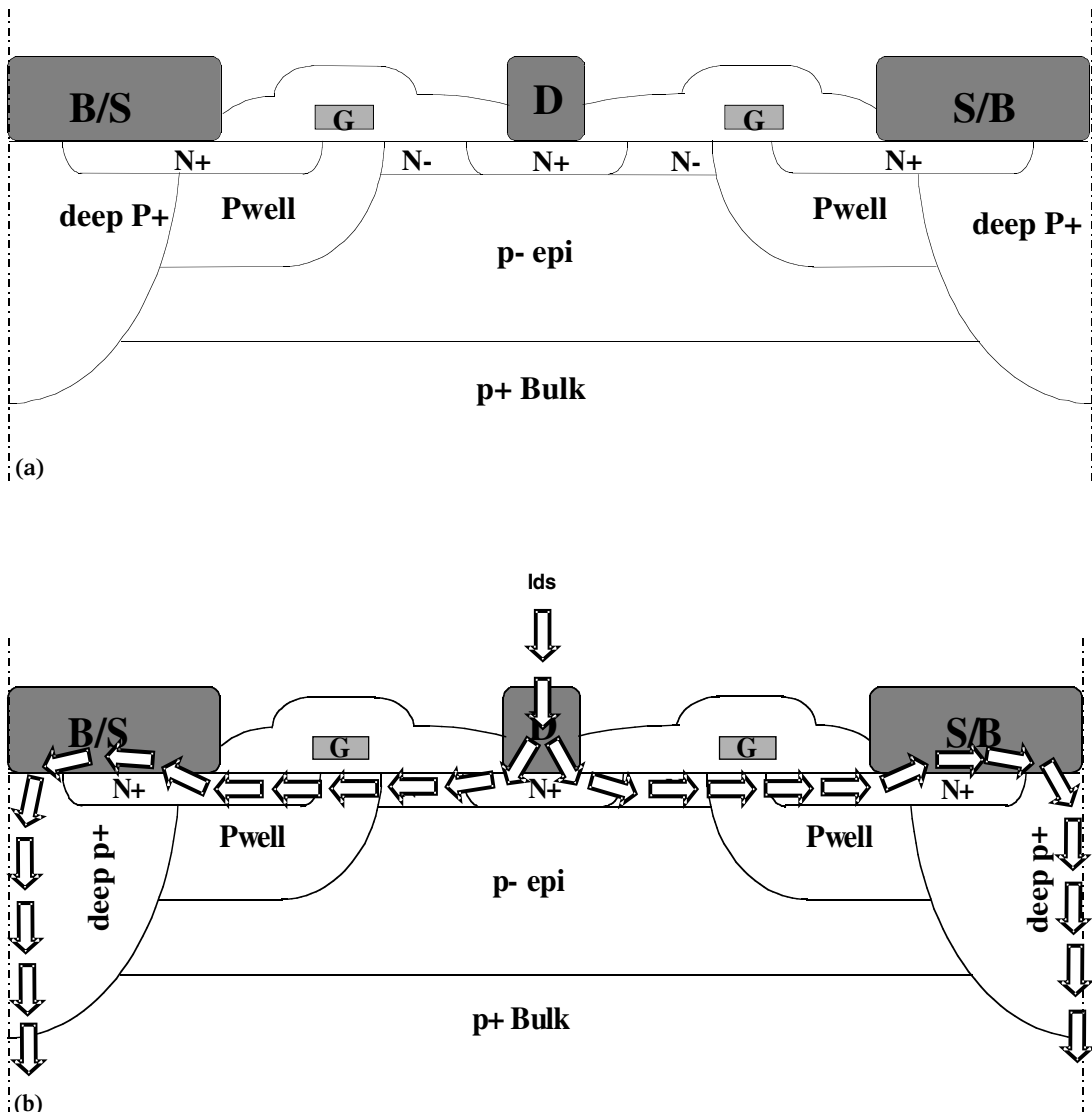 B/S D S/B
G G
N+ N- N+ N- N+
deep P+ Pwell Pwell deep P+
p- epi
p+ Bulk
(a)
Ids
B/S D S/B
G G
N+ N+ N+
deep p+ Pwell Pwell deep p+
p- epi
p+ Bulk
(b)